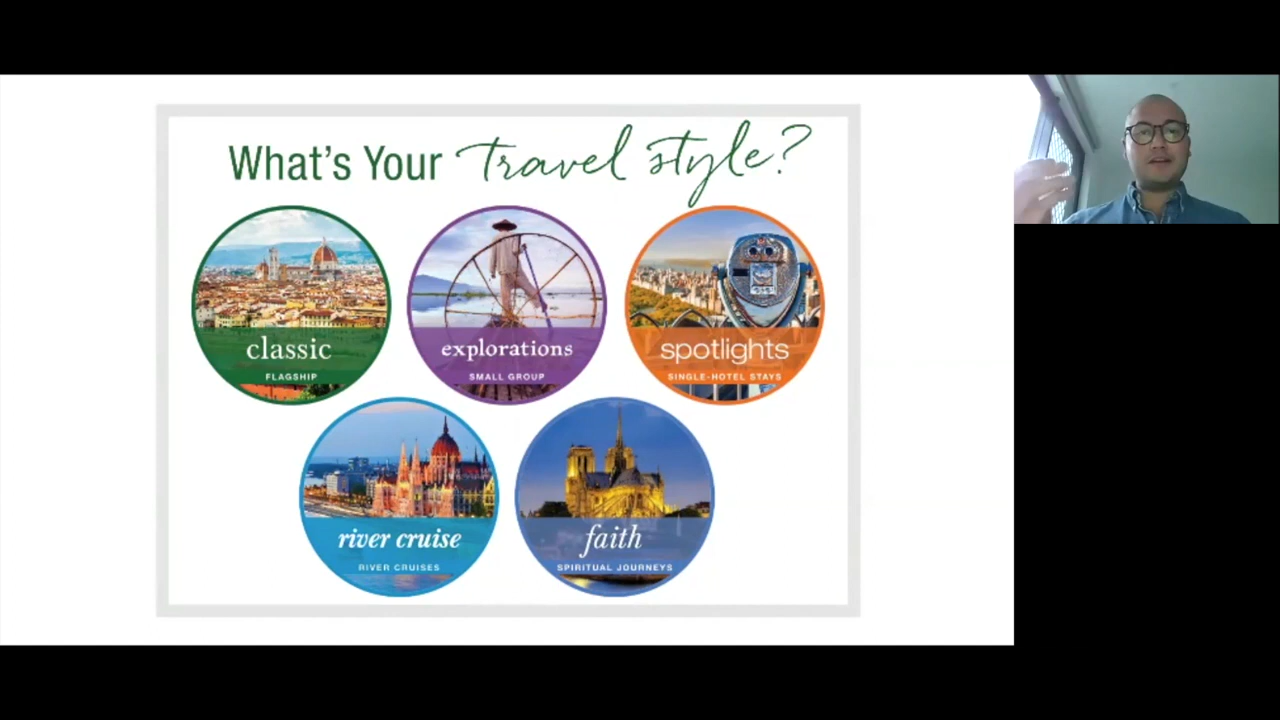 What's Your travel style?
classic
FLAGSHIP
explorations
SMALL GROUP
spotlights
SINGLE-HOTEL STAYS
river cruise
RIVER CRUISES
faith
SPIRITUAL JOURNEYS